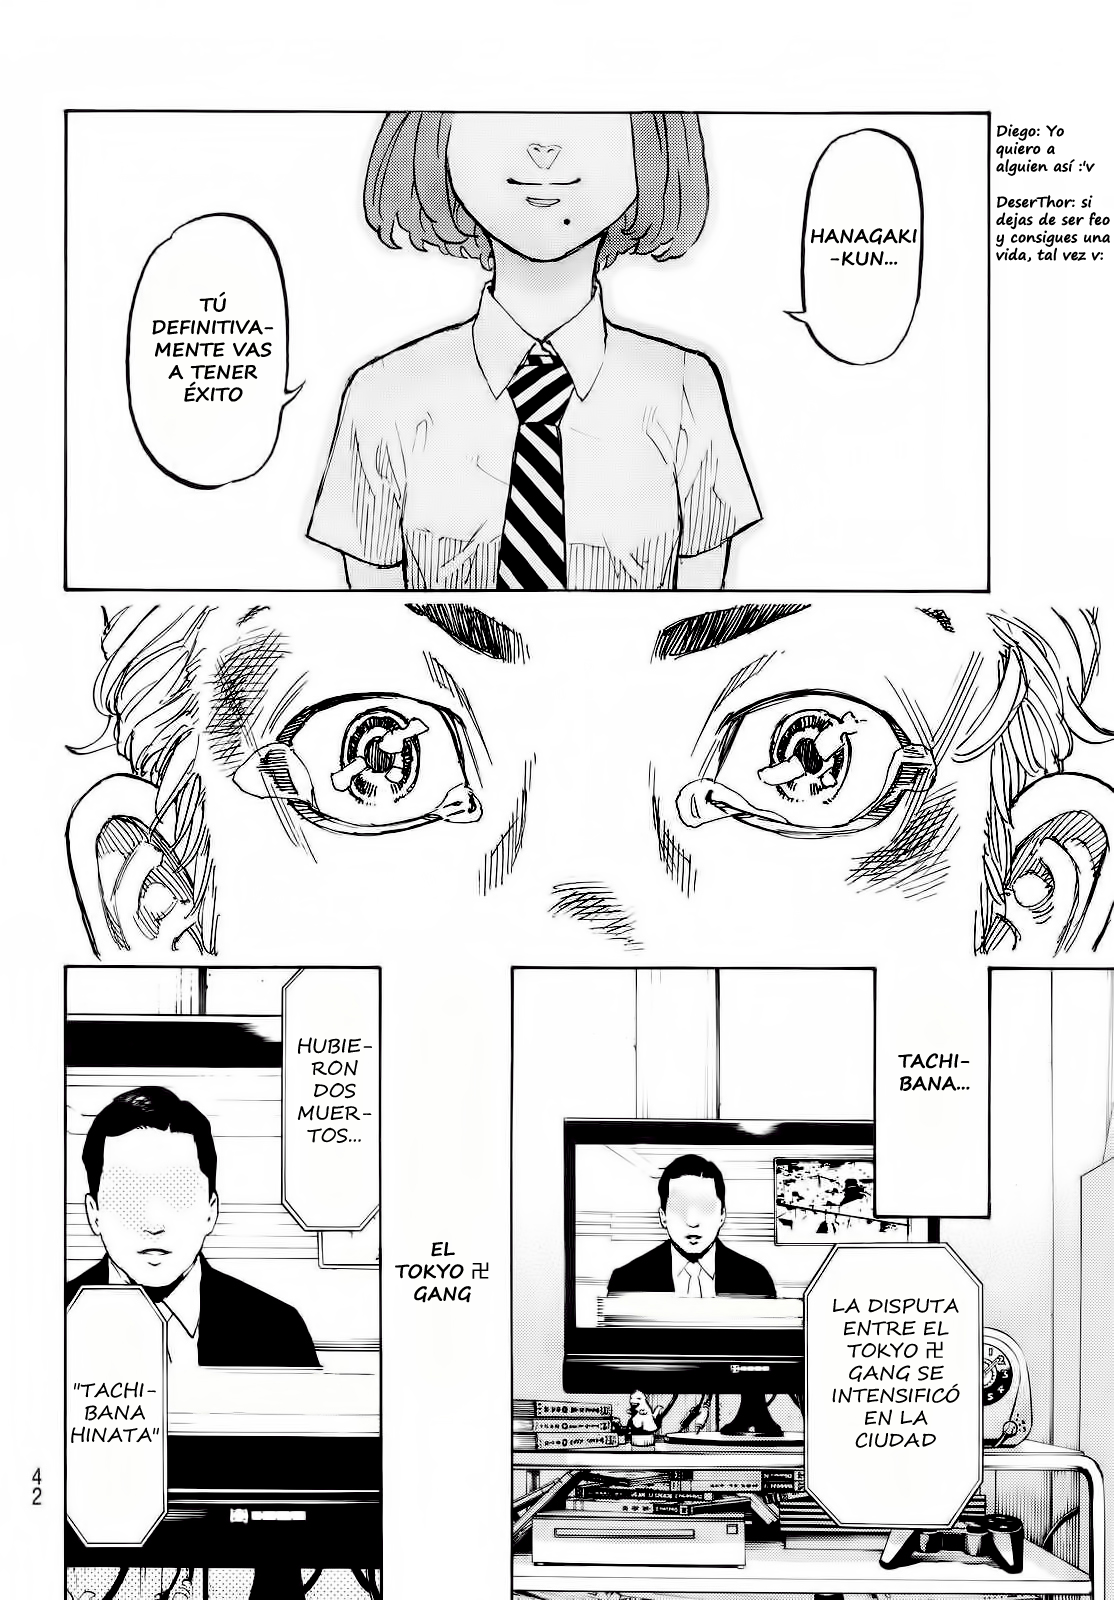 HANAGAKI
-KUN...
Diego: Yo
quiero a
alguien así :'v
DeserThor: si
dejas de ser feo
y consigues una
vida, tal vez v:
TÚ
DEFINITIVA-
MENTE VAS
A TENER
ÉXITO
TACHI-
BANA...
LA DISPUTA
ENTRE EL
TOKYO 卍
GANG SE
INTENSIFICÓ
EN LA
CIUDAD
EL
TOKYO 卍
GANG
HUBIE-
RON
DOS
MUER-
TOS...
"TACHI-
BANA
HINATA"
42